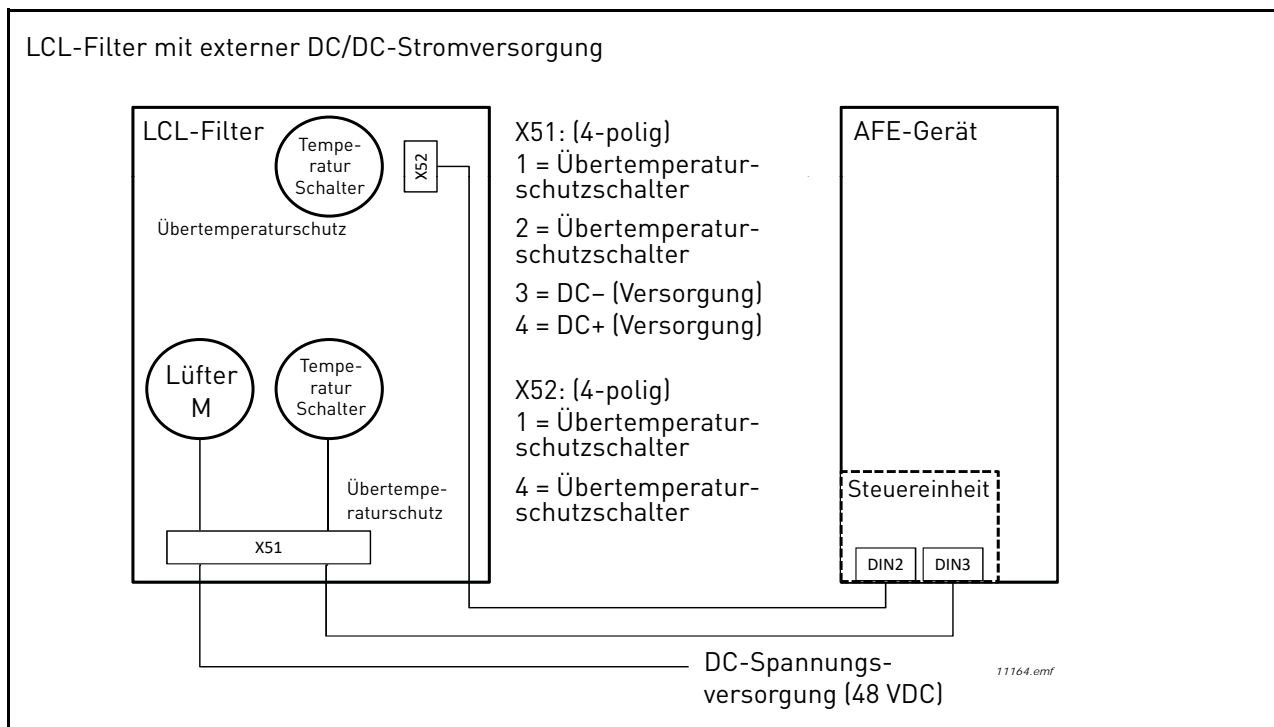 LCL-Filter mit externer DC/DC-Stromversorgung
LCL-Filter
Tempe-
ratur
Schalter
X52
Übertemperaturschutz
Lüfter
M
Tempe-
ratur
Schalter
Übertempe-
raturschutz
X51
X51: (4-polig)
1 = Übertemperatur-
schutzschalter
2 = Übertemperatur-
schutzschalter
3 = DC– (Versorgung)
4 = DC+ (Versorgung)
X52: (4-polig)
1 = Übertemperatur-
schutzschalter
4 = Übertemperatur-
schutzschalter
AFE-Gerät
Steuereinheit
DIN2
DIN3
DC-Spannungs-
versorgung (48 VDC)
11164.emf